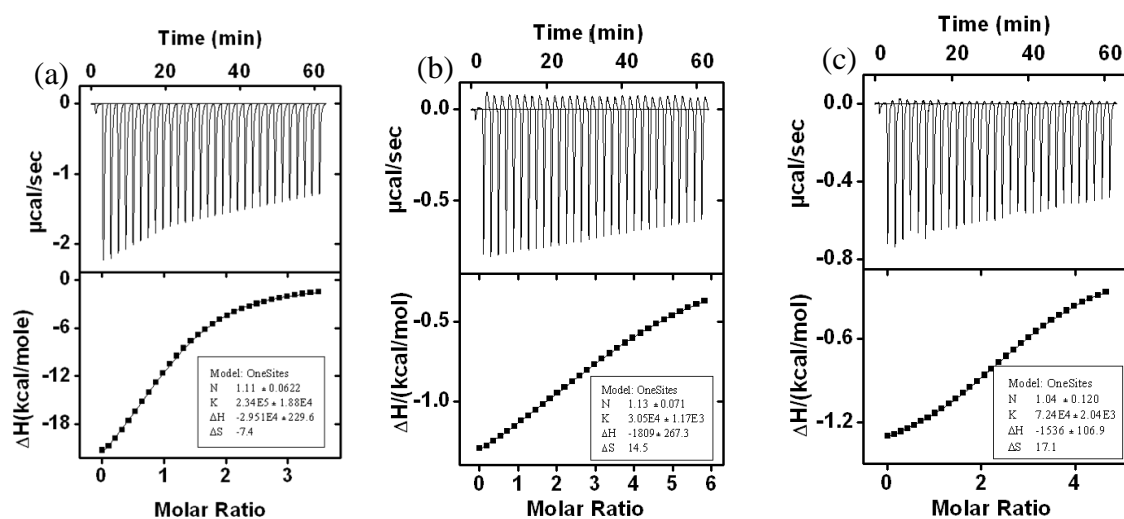 (a)
Time (min)
0 20 40 60
0
-1
-2
µcal/sec
0
-6
-12
-18
ΔH/(kcal/mole)
Model: OneSites
N 1.11 ±0.0622
K 2.34E5±1.88E4
ΔH -2.951E4±229.6
ΔS -7.4
0 1 2 3
Molar Ratio
(b)
Time (min)
0 20 40 60
0.0
-0.5
µcal/sec
-0.5
-1.0
ΔH/(kcal/mol)
Model: OneSites
N 1.13 ±0.071
K 3.05E4±1.17E3
ΔH -1809±267.3
ΔS 14.5
0 1 2 3 4 5 6
Molar Ratio
(c)
Time (min)
0 20 40 60
0.0
-0.4
-0.8
µcal/sec
-0.6
-1.2
ΔH/(kcal/mol)
Model: OneSites
N 1.04 ±0.120
K 7.24E4±2.04E3
ΔH -1536±106.9
ΔS 17.1
0 2 4
Molar Ratio